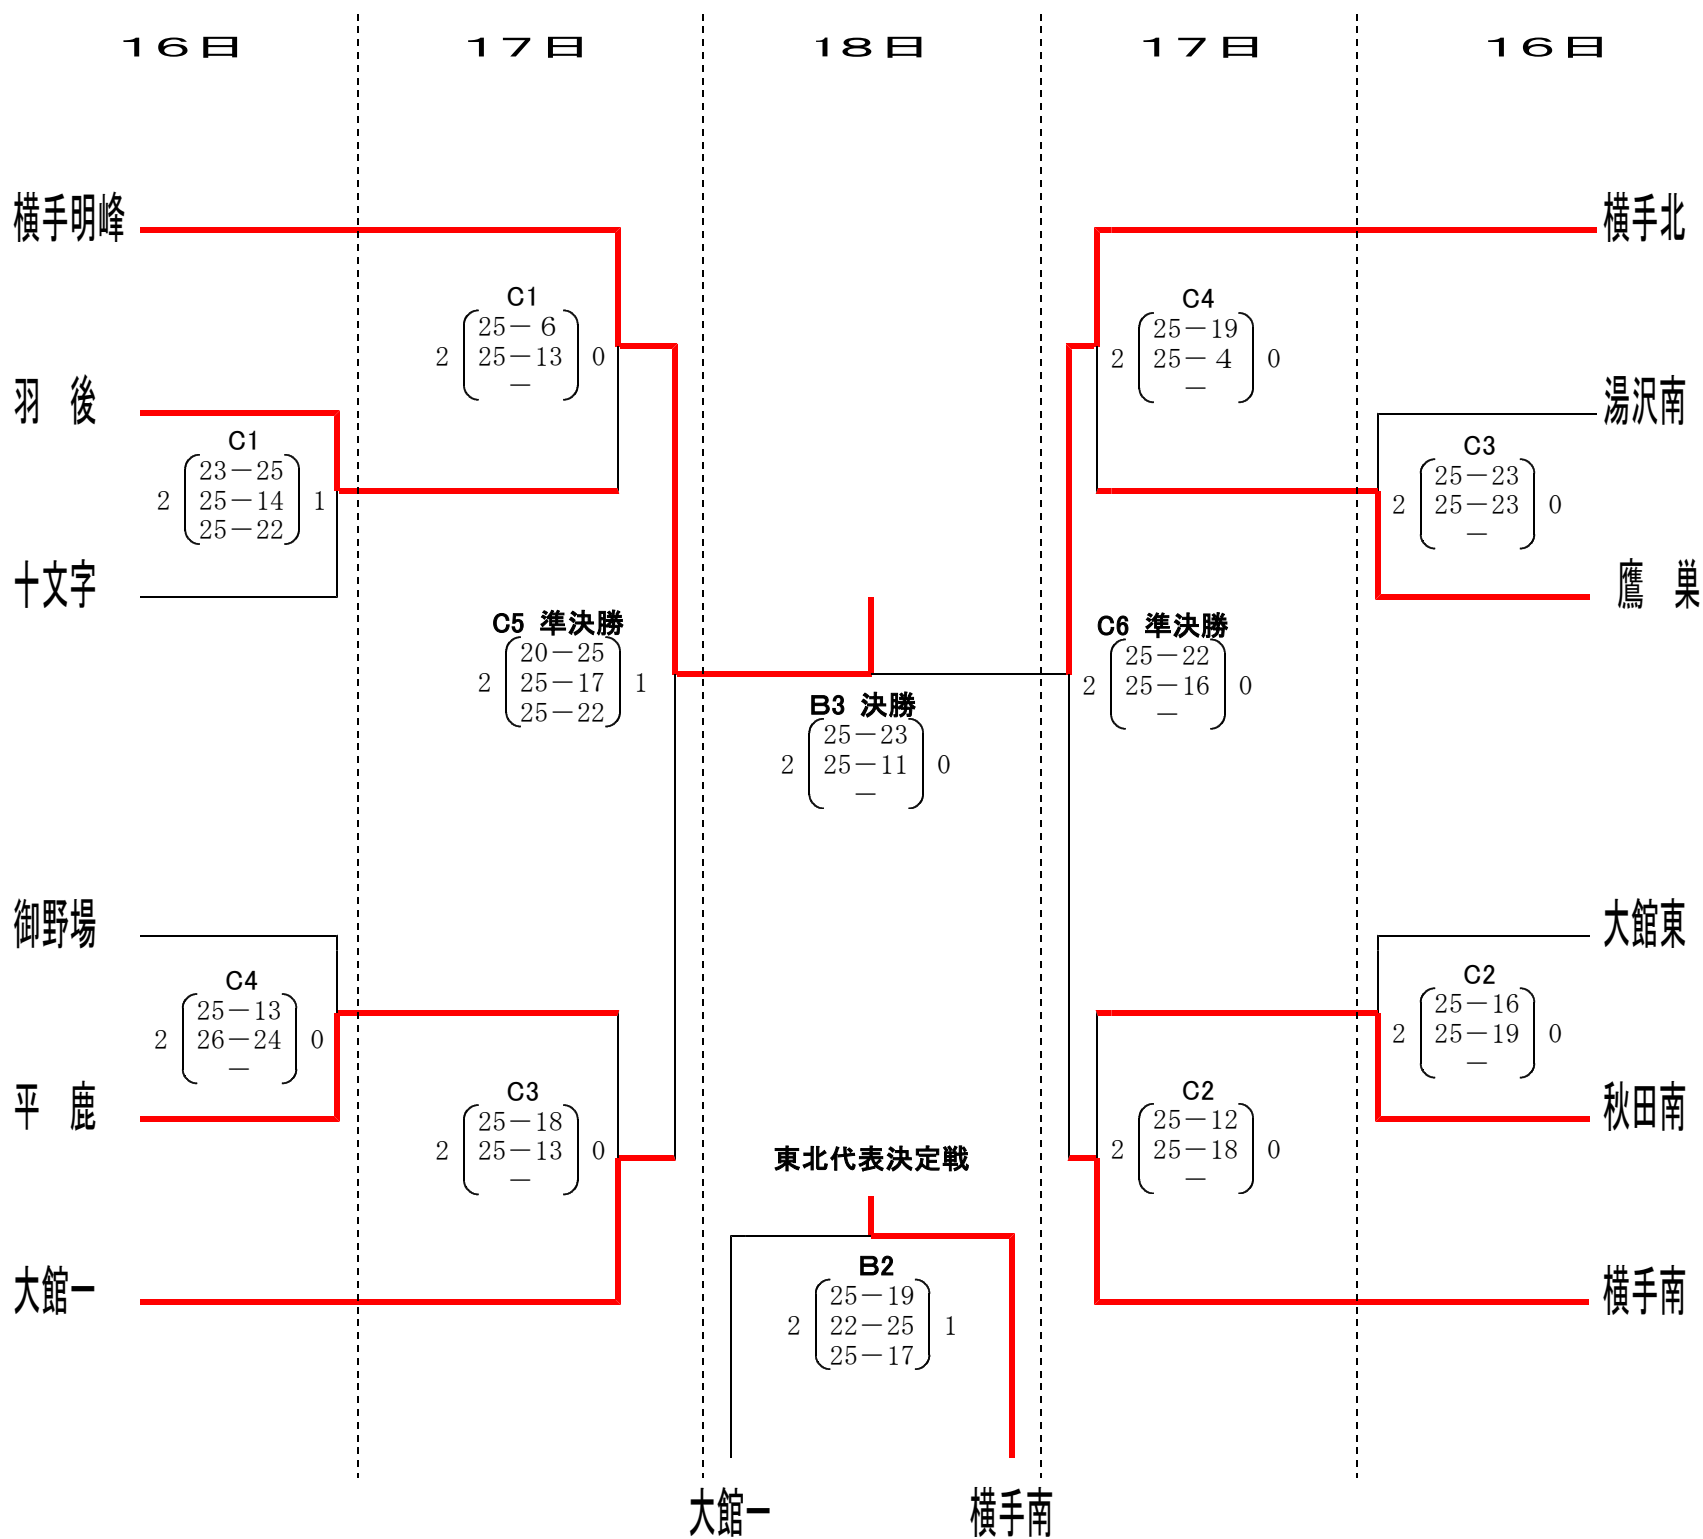 16日 17日 18日 17日 16日
横手明峰
横手北
C1
25－6
2 25－13 0
－
C4
25－19
2 25－4 0
－
羽　後
湯沢南
C1
23－25
2 25－14 1
25－22
C3
25－23
2 25－23 0
－
十文字
鷹　巣
C5 準決勝
20－25
2 25－17 1
25－22
C6 準決勝
25－22
2 25－16 0
－
B3 決勝
25－23
2 25－11 0
－
御野場
大館東
C4
25－13
2 26－24 0
－
C2
25－16
2 25－19 0
－
平　鹿
秋田南
C3
25－18
2 25－13 0
－
C2
25－12
2 25－18 0
－
東北代表決定戦
大館一
横手南
B2
25－19
2 22－25 1
25－17
大館一
横手南